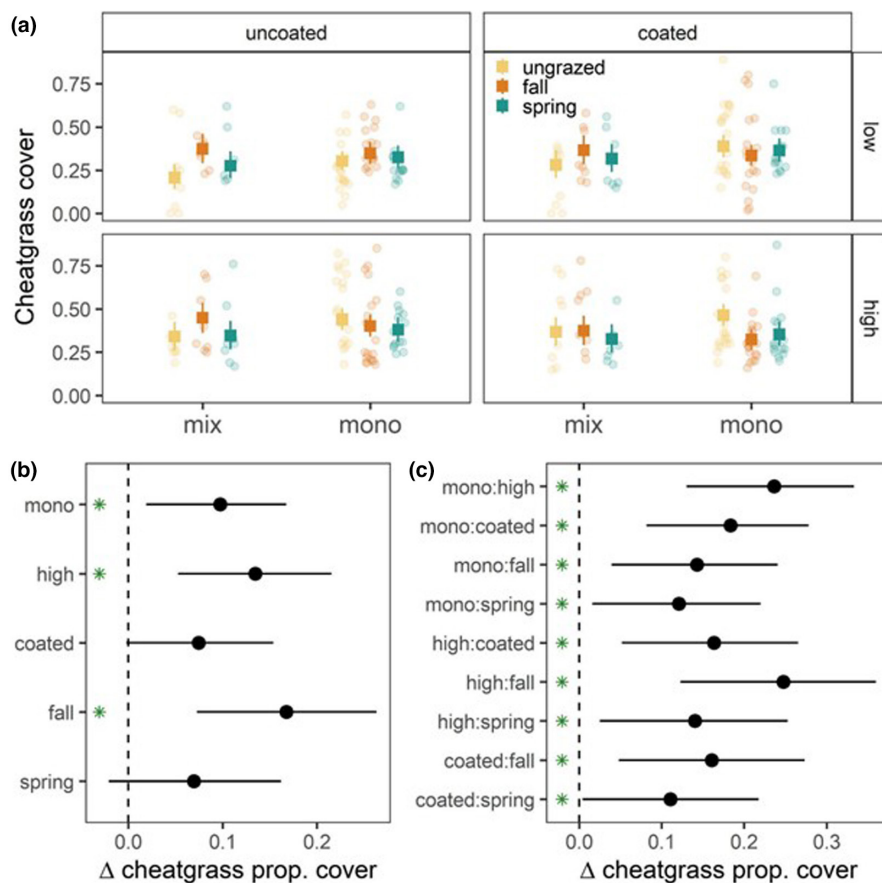 (a)
uncoated
coated
ungrazed
fall
spring
Cheatgrass cover
0.75
0.50
0.25
0.00
low
0.75
0.50
0.25
0.00
high
mix
mono
mix
mono
(b)
mono
high
coated
fall
spring
*
*
*
0.0
0.1
0.2
Δ cheatgrass prop. cover
(c)
mono:high
mono:coated
mono:fall
mono:spring
high:coated
high:fall
high:spring
coated:fall
coated:spring
*
*
*
*
*
*
*
*
*
0.0
0.1
0.2
0.3
Δ cheatgrass prop. cover